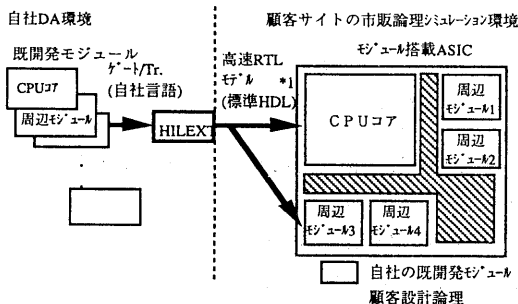 自社DA環境
顧客サイトの市販論理シミュレーション環境
既開発モジュール
ゲート/Tr.
(自社言語)
CPUコア
周辺モジュール
HILEXT
高速RTL
モデル *1
(標準HDL)
モジュール搭載ASIC
CPUコア
周辺
モジュール1
周辺
モジュール2
周辺
モジュール3
周辺
モジュール4
自社の既開発モジュール
顧客設計論理